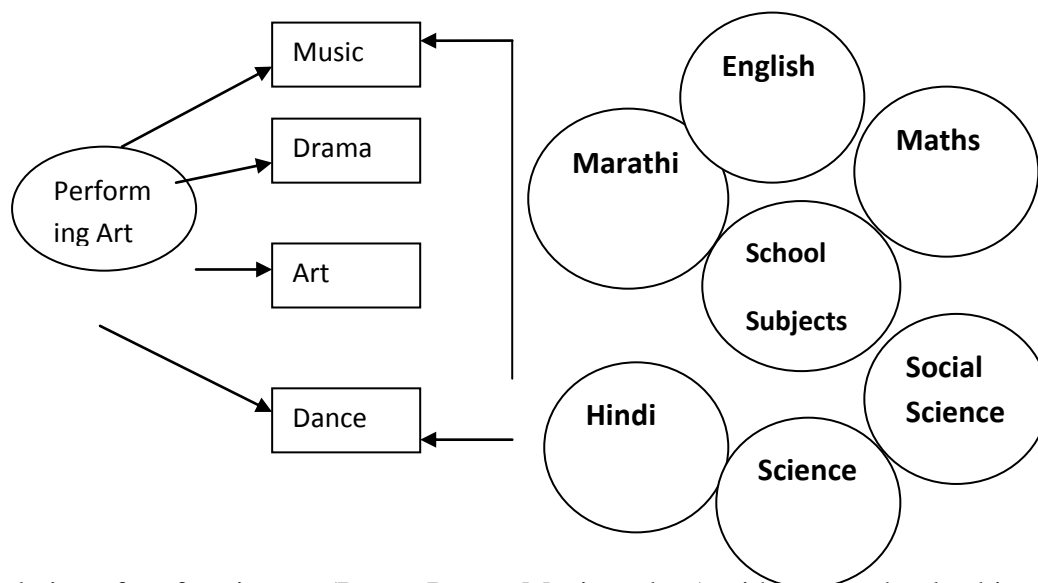 Music
Drama
Perform
ing Art
Art
Dance
English
Maths
Marathi
School
Subjects
Social
Science
Hindi
Science